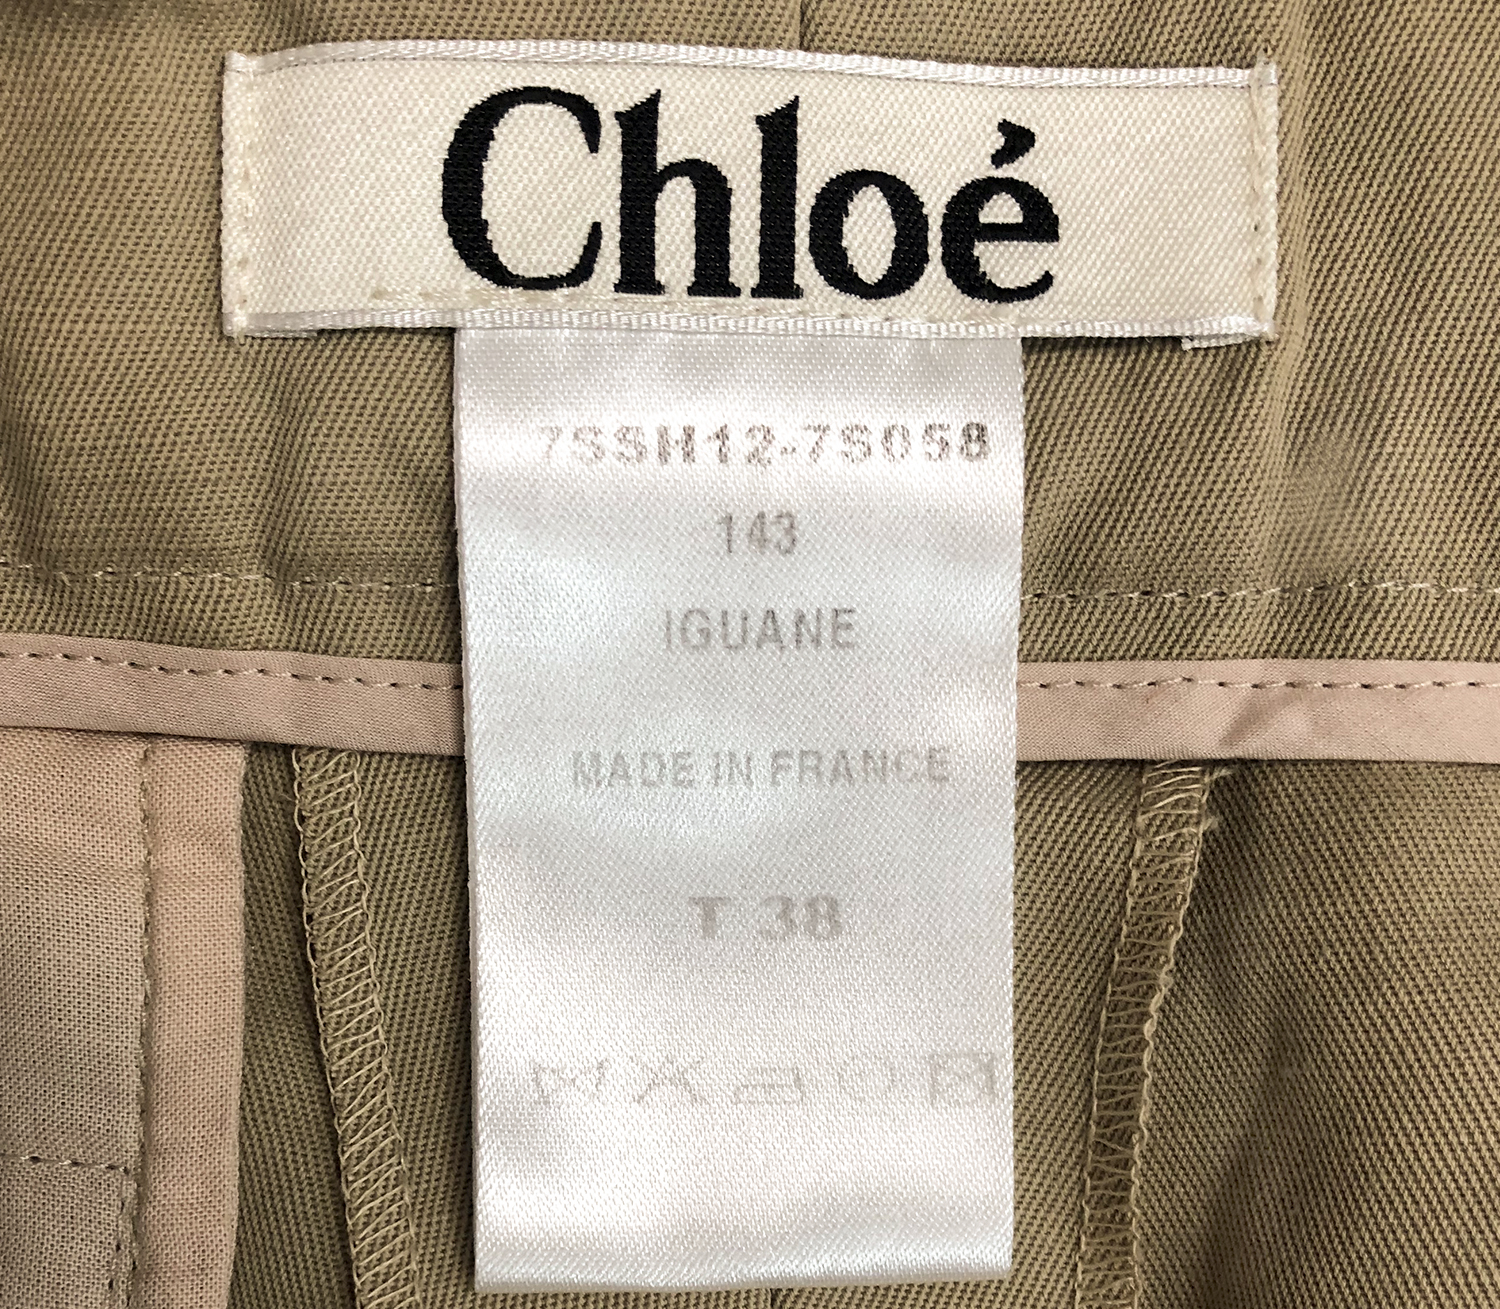 Chloé
7SSH12-7S058
143
IGUANE
MADE IN FRANCE
T 38